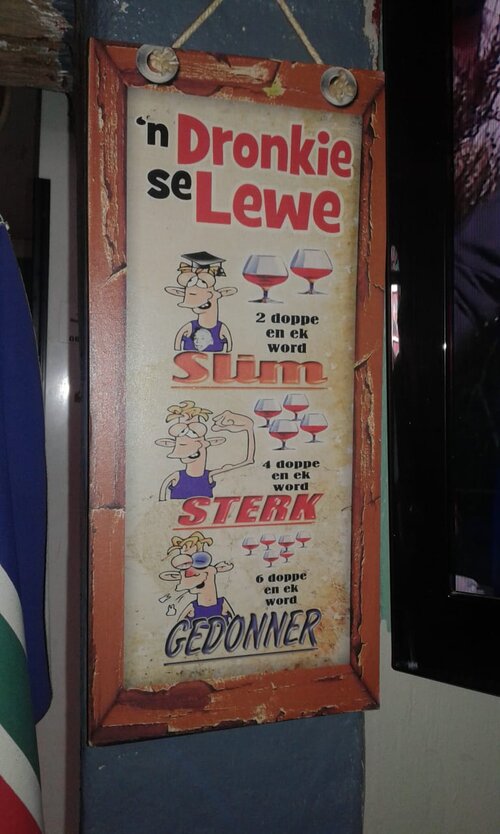 'n Dronkie
se Lewe
2 doppe
en ek
word
Slim
4 doppe
en ek
word
STERK
6 doppe
en ek
word
GEDONNER